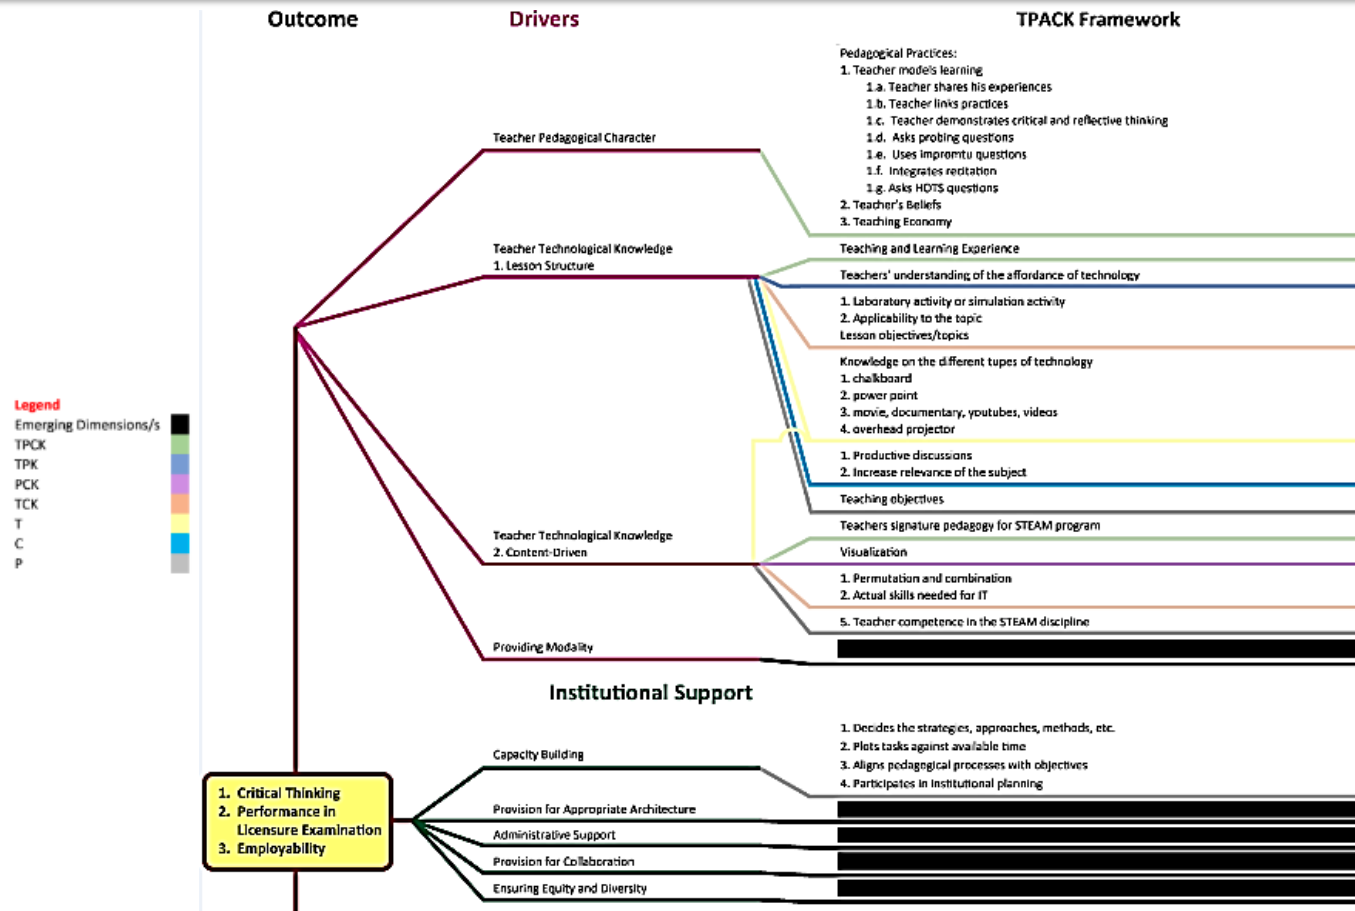 Outcome
Drivers
TPACK Framework
Pedagogical Practices:
1. Teacher models learning
1.a. Teacher shares his experiences
1.b. Teacher links practices
1.c. Teacher demonstrates critical and reflective thinking
1.d. Asks probing questions
1.e. Uses impromtu questions
1.f. Integrates recitation
1.g. Asks HOTS questions
2. Teacher's Beliefs
3. Teaching Economy
Teacher Pedagogical Character
Teacher Technological Knowledge
1. Lesson Structure
Teaching and Learning Experience
Teachers' understanding of the affordance of technology
1. Laboratory activity or simulation activity
2. Applicability to the topic
Lesson objectives/topics
Knowledge on the different tupes of technology
1. chalkboard
2. power point
3. movie, documentary, youtubes, videos
4. overhead projector
1. Productive discussions
2. Increase relevance of the subject
Teaching objectives
Teacher Technological Knowledge
2. Content-Driven
Teachers signature pedagogy for STEAM program
Visualization
1. Permutation and combination
2. Actual skills needed for IT
5. Teacher competence in the STEAM discipline
Providing Modality
Legend
Emerging Dimensions/s
TPCK
TPK
PCK
TCK
T
C
P
Institutional Support
Capacity Building
1. Decides the strategies, approaches, methods, etc.
2. Plots tasks against available time
3. Aligns pedagogical processes with objectives
4. Participates in institutional planning
Provision for Appropriate Architecture
Administrative Support
Provision for Collaboration
Ensuring Equity and Diversity
1. Critical Thinking
2. Performance in
Licensure Examination
3. Employability